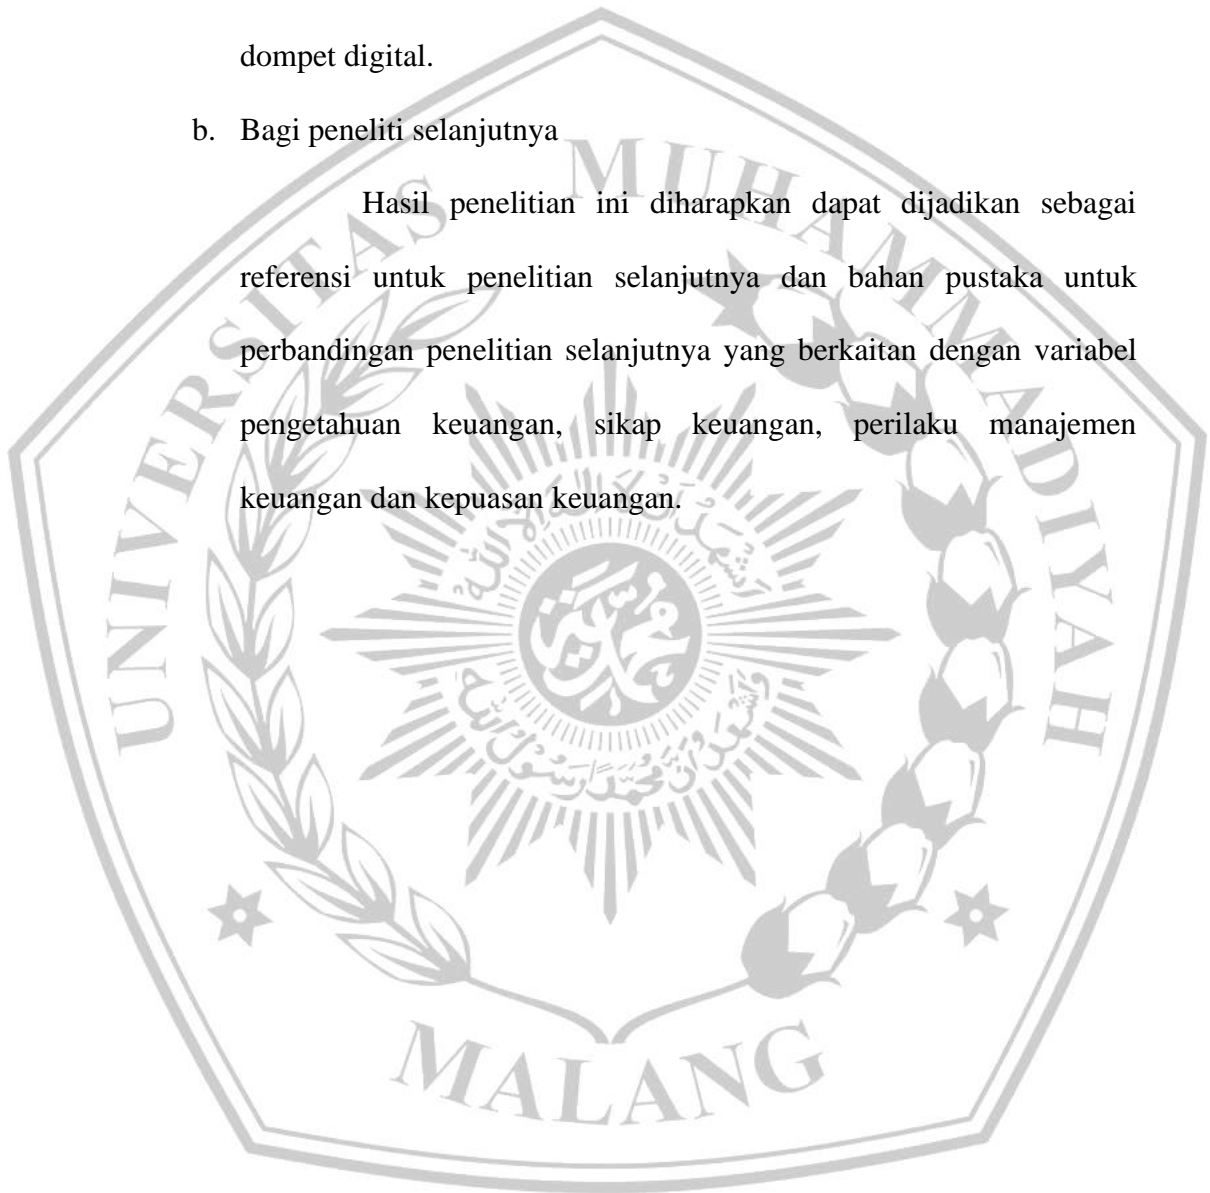 dompet digital.
b. Bagi peneliti selanjutnya
Hasil penelitian ini diharapkan dapat dijadikan sebagai
referensi untuk penelitian selanjutnya dan bahan pustaka untuk
perbandingan penelitian selanjutnya yang berkaitan dengan variabel
pengetahuan keuangan, sikap keuangan, perilaku manajemen
keuangan dan kepuasan keuangan.
UNIVERSITAS MUHAMMADIYAH
MALANG